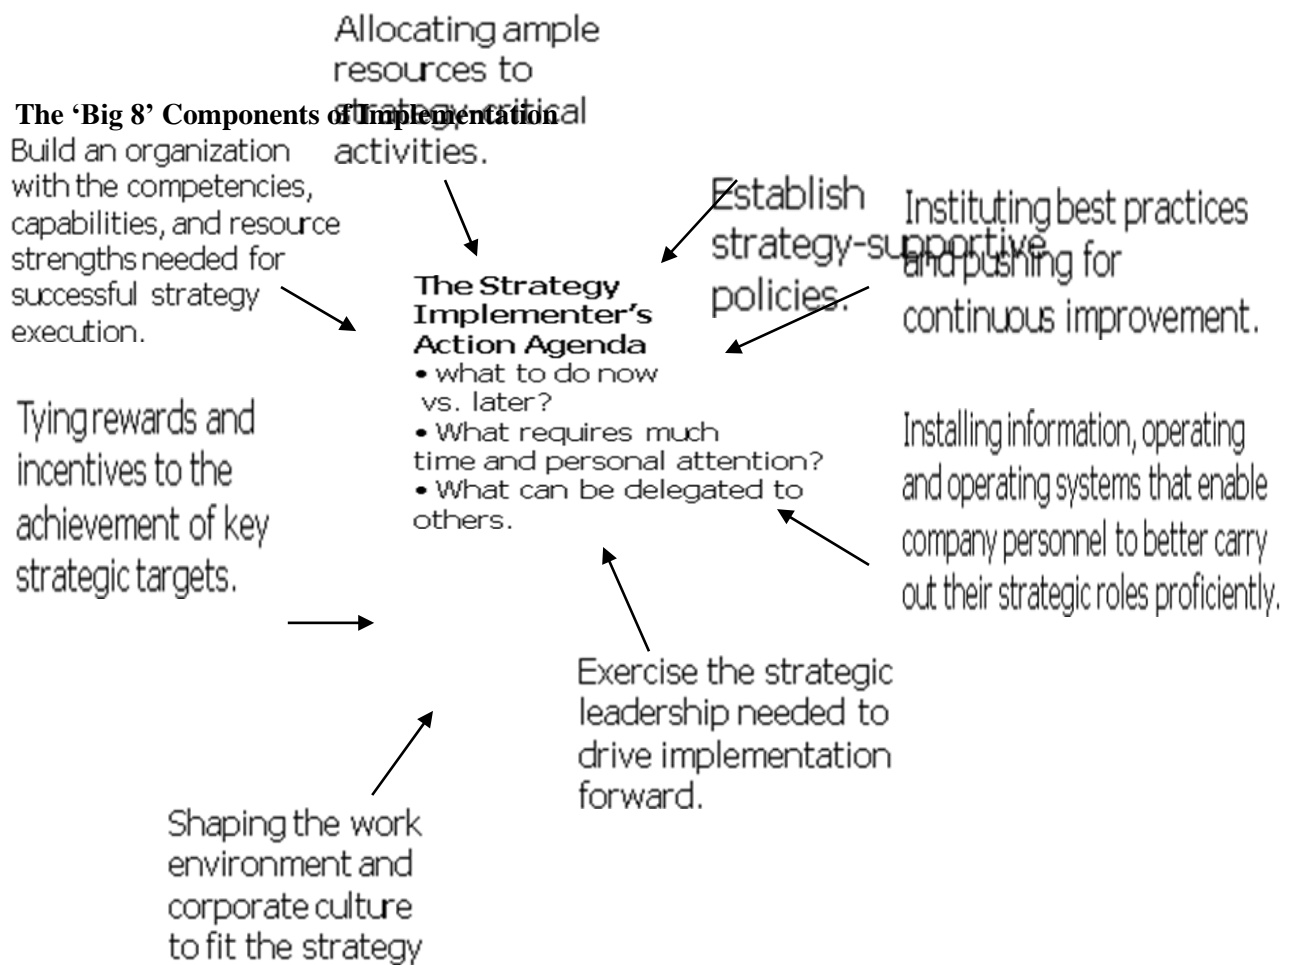 Allocating ample
resources to
strategy-critical
activities.
The ‘Big 8’ Components of Implementation
Build an organization
with the competencies,
capabilities, and resource
strengths needed for
successful strategy
execution.
Establish
strategy-supportive
policies.
Instituting best practices
and pushing for
continuous improvement.
The Strategy
Implementer’s
Action Agenda
• what to do now
vs. later?
• What requires much
time and personal attention?
• What can be delegated to
others.
Tying rewards and
incentives to the
achievement of key
strategic targets.
Installing information, operating
and operating systems that enable
company personnel to better carry
out their strategic roles proficiently.
Exercise the strategic
leadership needed to
drive implementation
forward.
Shaping the work
environment and
corporate culture
to fit the strategy